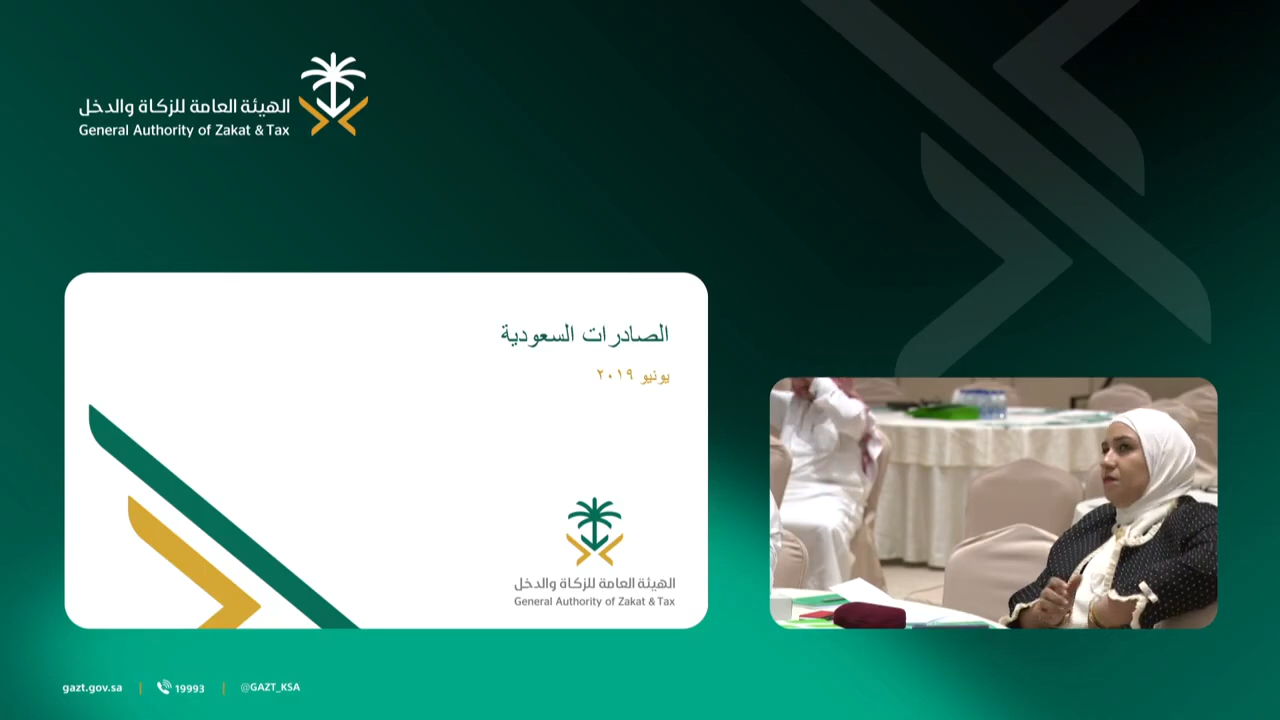 الهيئة العامة للزكاة والدخل
General Authority of Zakat & Tax
الصادرات السعودية
يونيو ٢٠١٩
الهيئة العامة للزكاة والدخل
General Authority of Zakat & Tax
gazt.gov.sa | 19993 | @GAZT_KSA